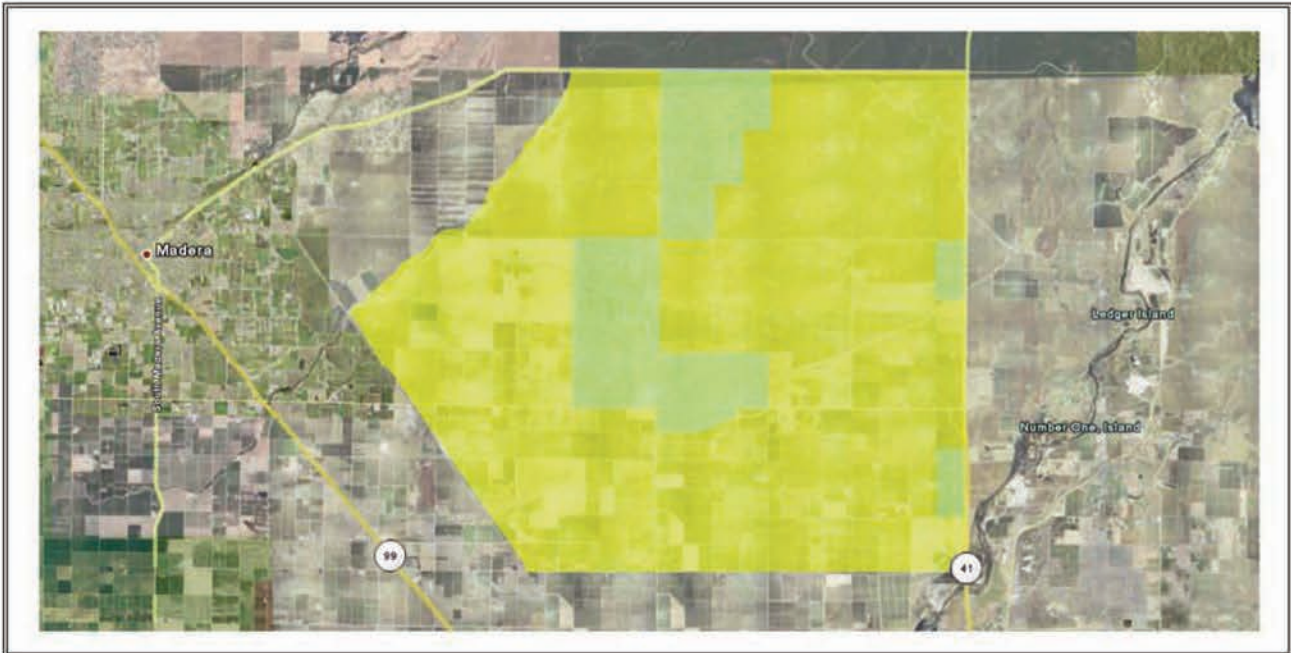 Madera
South Madera Avenue
Ledger Island
Number One, Island
99
41